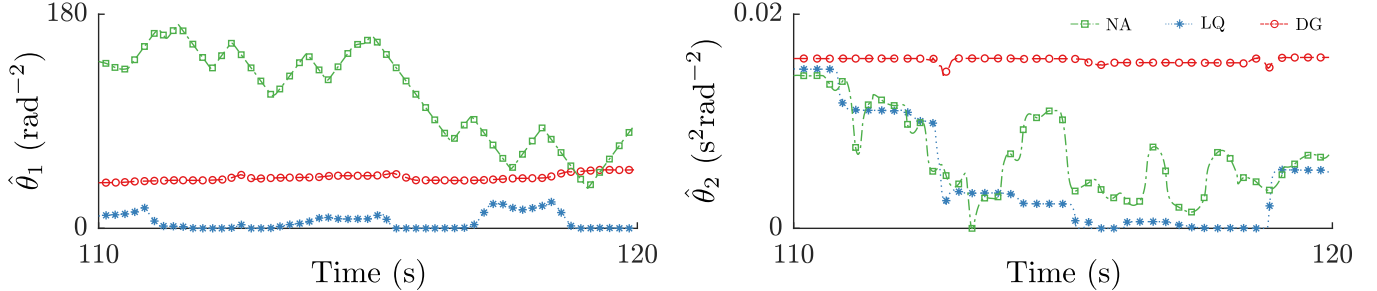 180
0
110
120
Time (s)
θ̂₁ (rad⁻²)
0.02
0
110
120
Time (s)
θ̂₂ (s²rad⁻²)
NA
LQ
DG